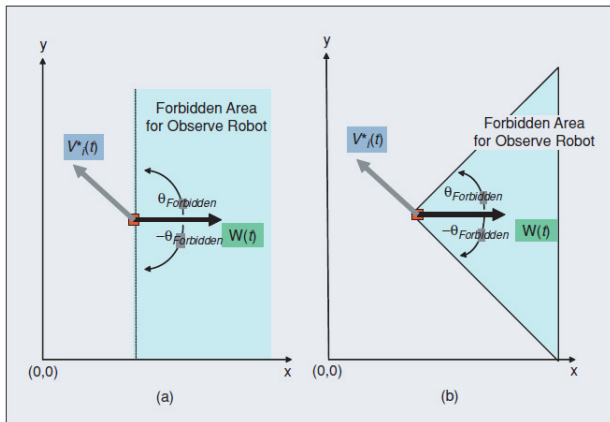 y
Forbidden Area
for Observe Robot
V*i(t)
θForbidden
W(t)
–θForbidden
(0,0)
x
(a)
y
Forbidden Area
for Observe Robot
V*i(t)
θForbidden
W(t)
–θForbidden
(0,0)
x
(b)